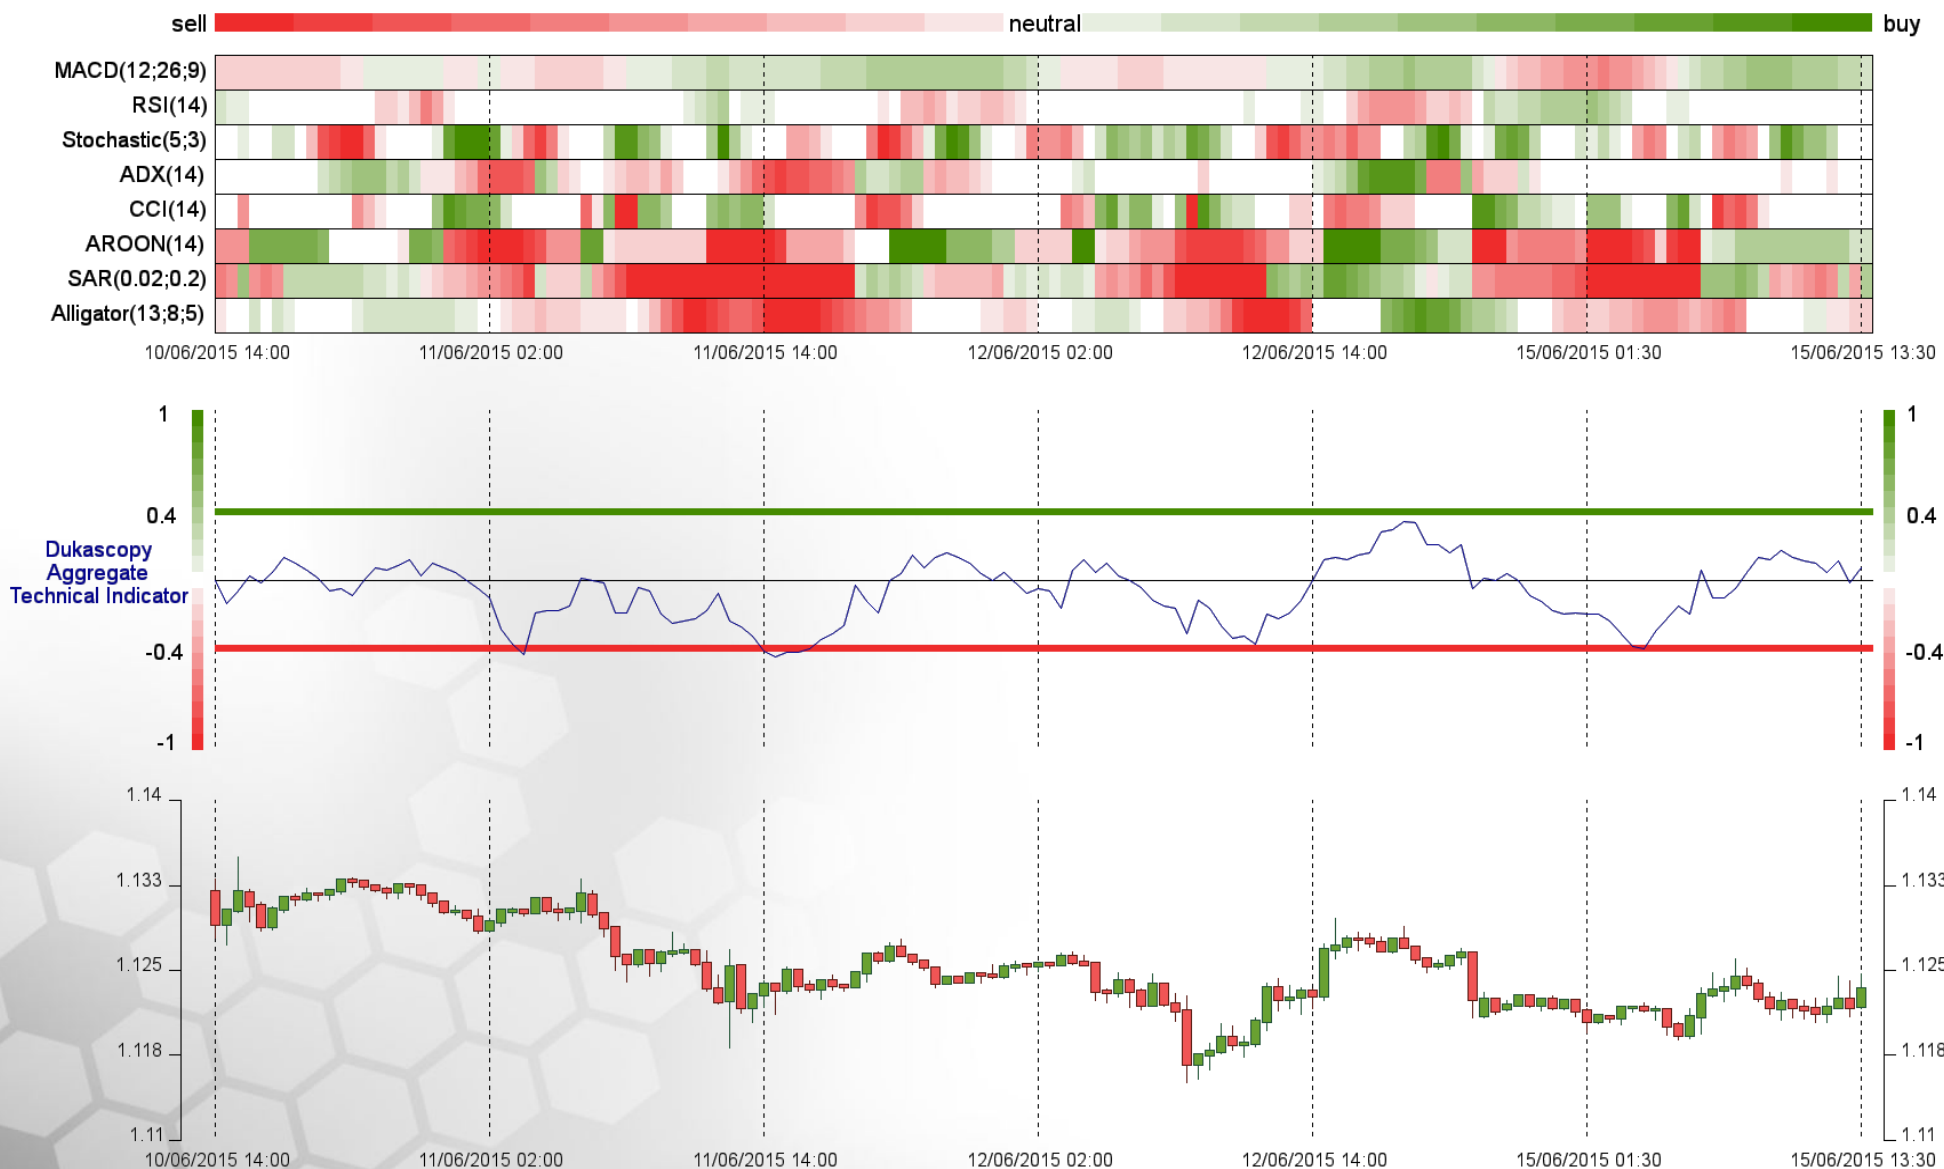 sell neutral buy
MACD(12;26;9)
RSI(14)
Stochastic(5;3)
ADX(14)
CCI(14)
AROON(14)
SAR(0.02;0.2)
Alligator(13;8;5)
10/06/2015 14:00 11/06/2015 02:00 11/06/2015 14:00 12/06/2015 02:00 12/06/2015 14:00 15/06/2015 01:30 15/06/2015 13:30
1 1
0.4 0.4
Dukascopy
Aggregate
Technical Indicator
-0.4 -0.4
-1 -1
1.14 1.14
1.133 1.133
1.125 1.125
1.118 1.118
1.11 1.11
10/06/2015 14:00 11/06/2015 02:00 11/06/2015 14:00 12/06/2015 02:00 12/06/2015 14:00 15/06/2015 01:30 15/06/2015 13:30